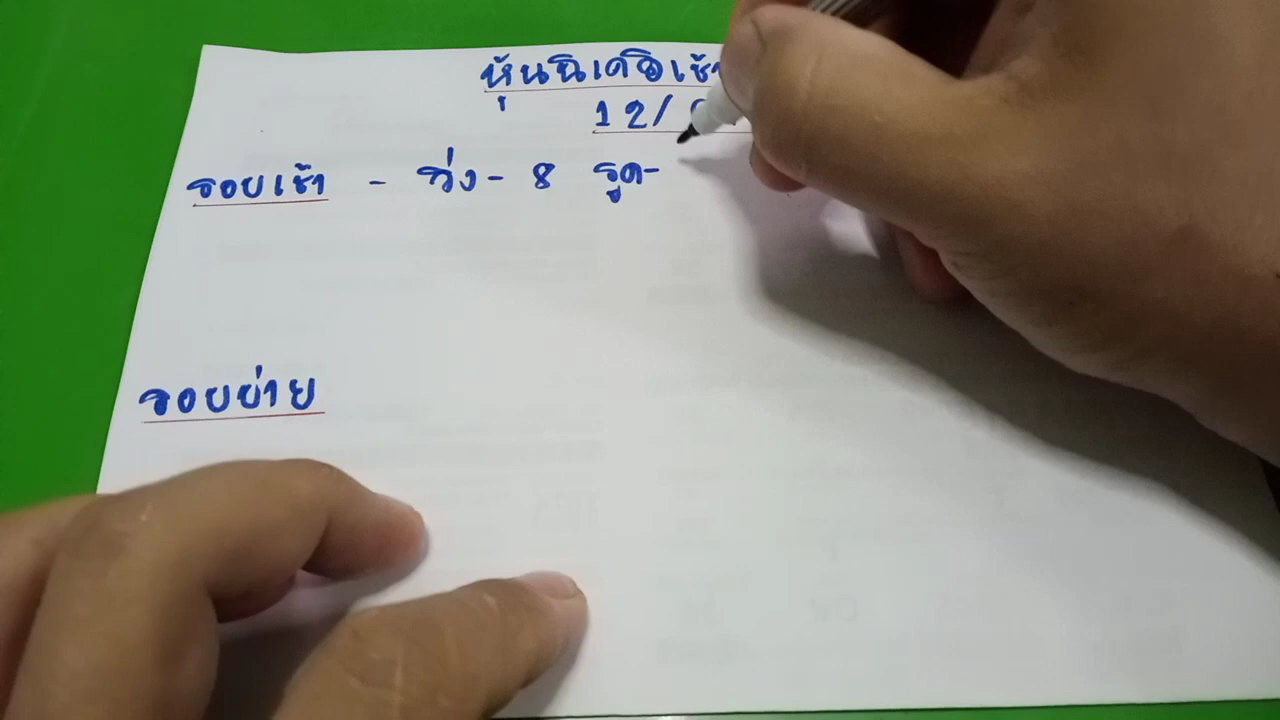 หุ้นนิเคอิเช้า
12/
รอบเช้า - วิ่ง - 8 รูด-
รอบบ่าย